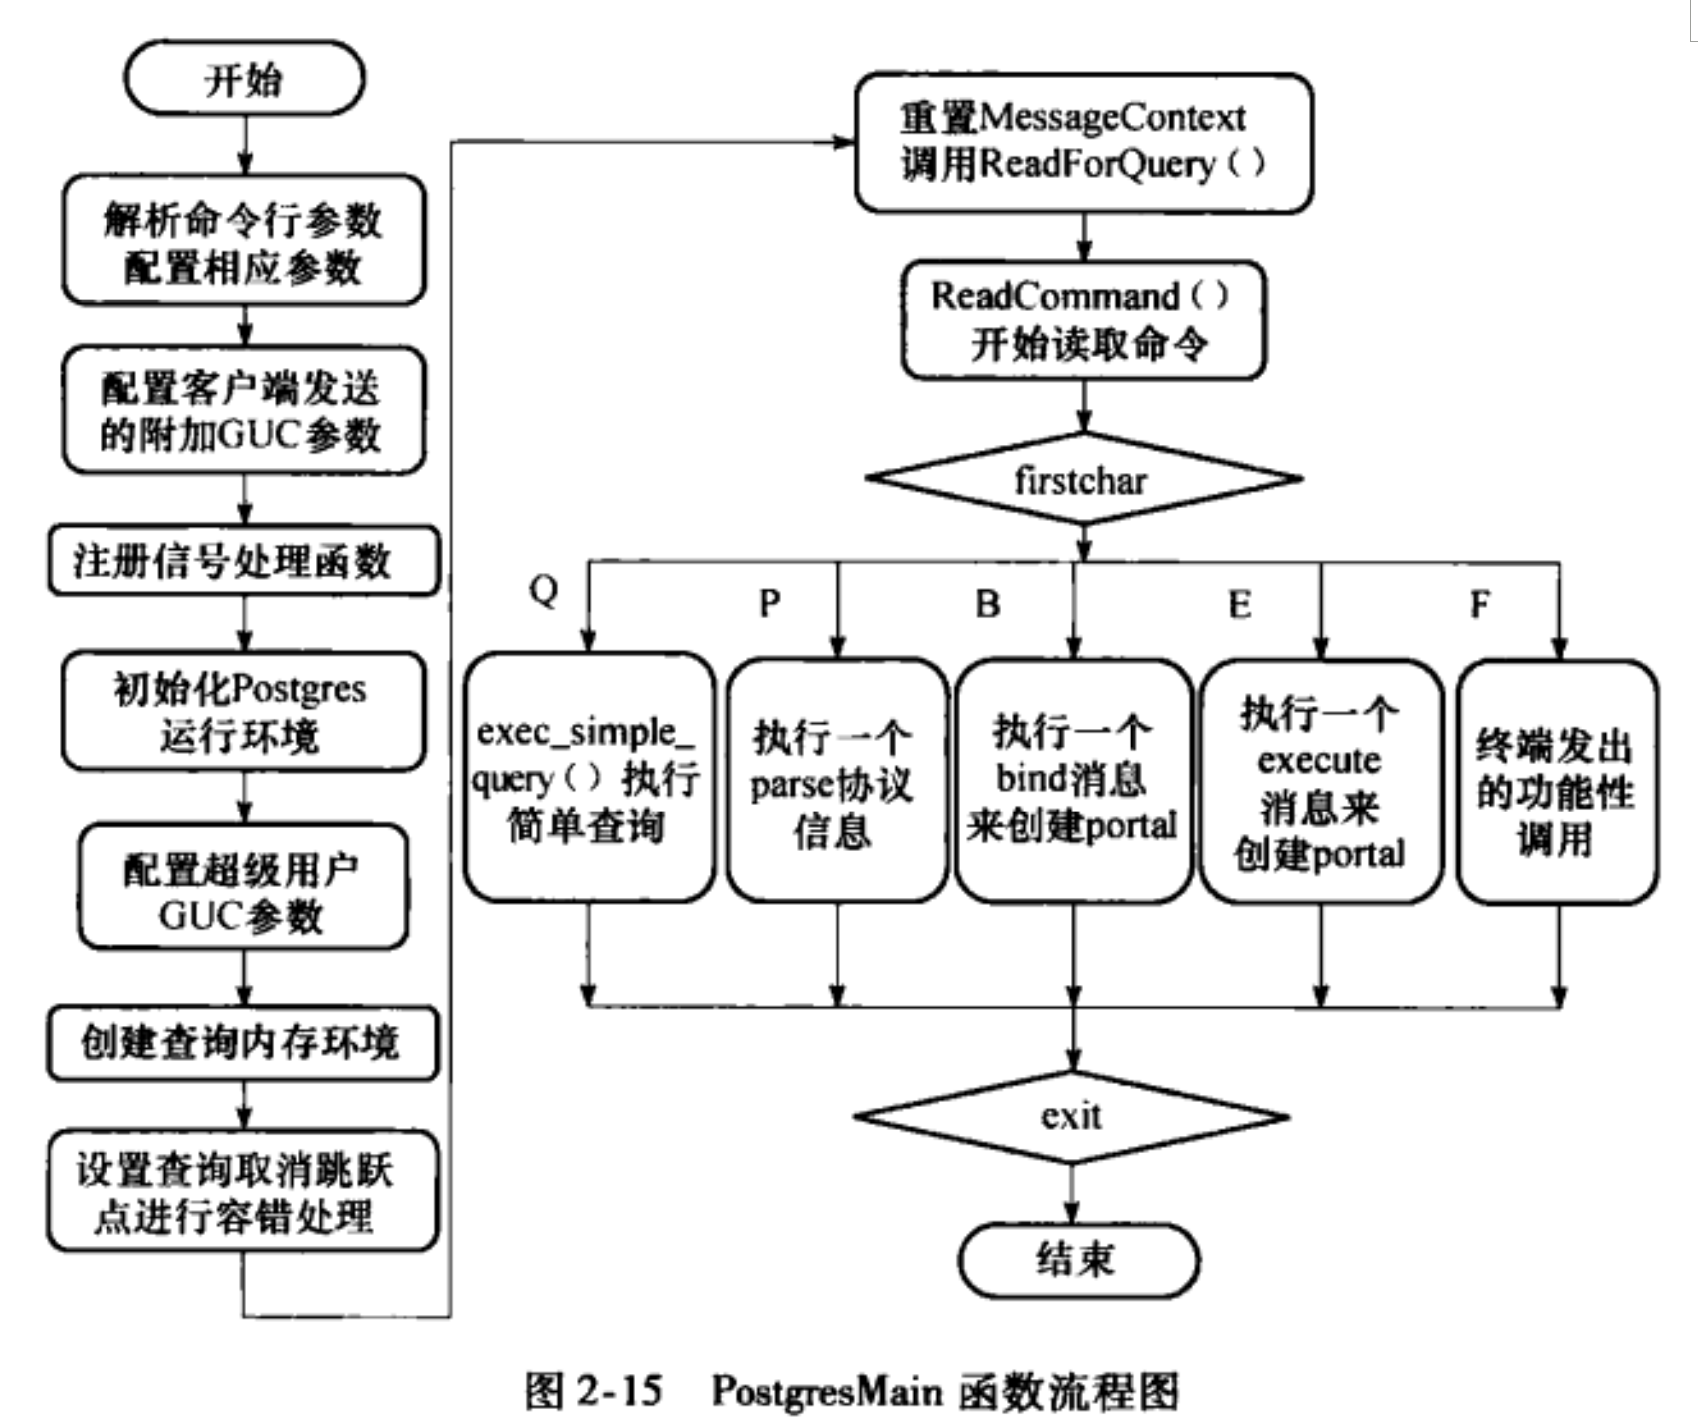 开始
解析命令行参数
配置相应参数
配置客户端发送
的附加GUC参数
注册信号处理函数
初始化Postgres
运行环境
配置超级用户
GUC参数
创建查询内存环境
设置查询取消跳跃
点进行容错处理
重置MessageContext
调用ReadForQuery（）
ReadCommand（）
开始读取命令
firstchar
Q
P
B
E
F
exec_simple_
query（）执行
简单查询
执行一个
parse协议
信息
执行一个
bind消息
来创建portal
执行一个
execute
消息来
创建portal
终端发出
的功能性
调用
exit
结束
图 2-15 PostgresMain 函数流程图